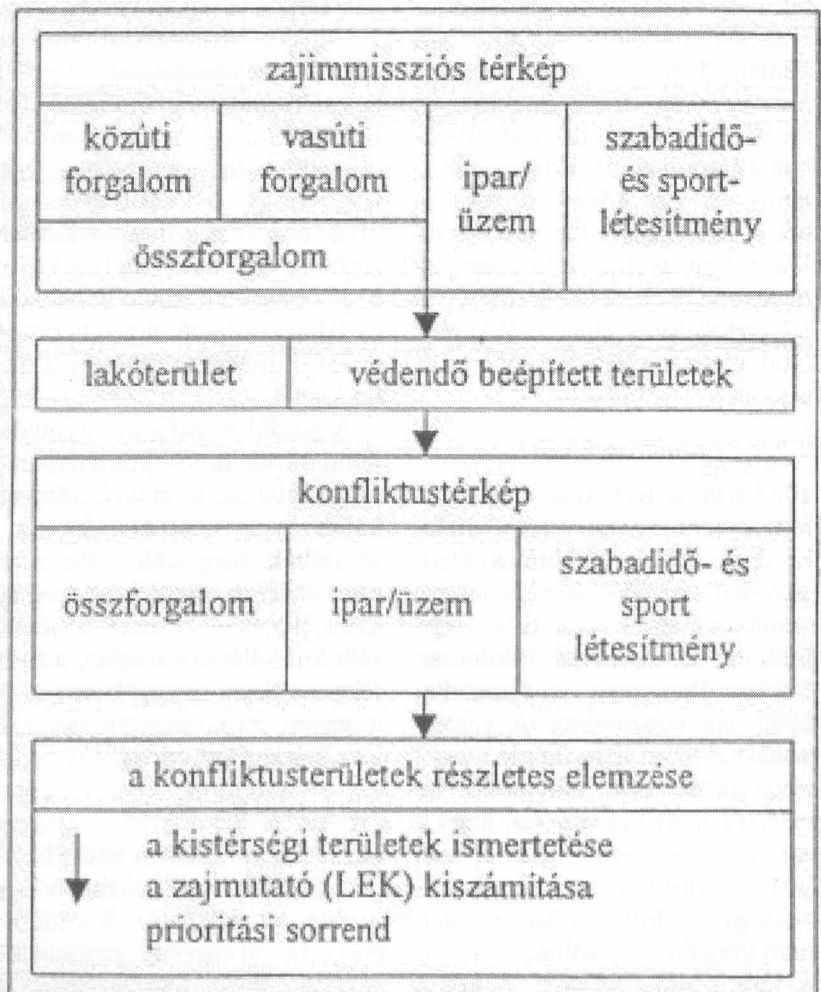 zajimmissziós térkép
közúti
forgalom
vasúti
forgalom
összforgalom
ipar/
üzem
szabadidő-
és sport-
létesítmény
lakóterület
védendő beépített területek
konfliktustérkép
összforgalom
ipar/üzem
szabadidő- és
sport
létesítmény
a konfliktusterületek részletes elemzése
a kistérségi területek ismertetése
a zajmutató (LEK) kiszámítása
prioritási sorrend